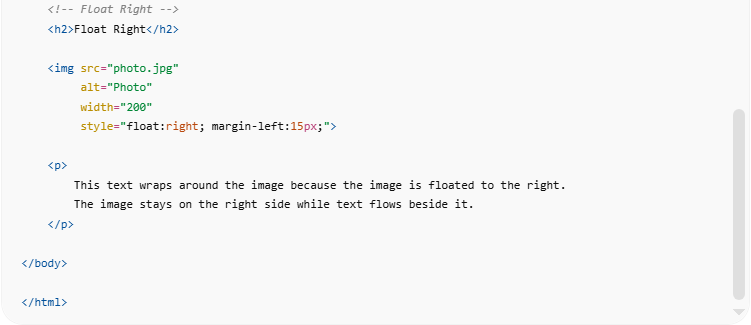 <!-- Float Right -->
<h2>Float Right</h2>
<img src="photo.jpg"
alt="Photo"
width="200"
style="float:right; margin-left:15px;">
<p>
This text wraps around the image because the image is floated to the right.
The image stays on the right side while text flows beside it.
</p>
</body>
</html>